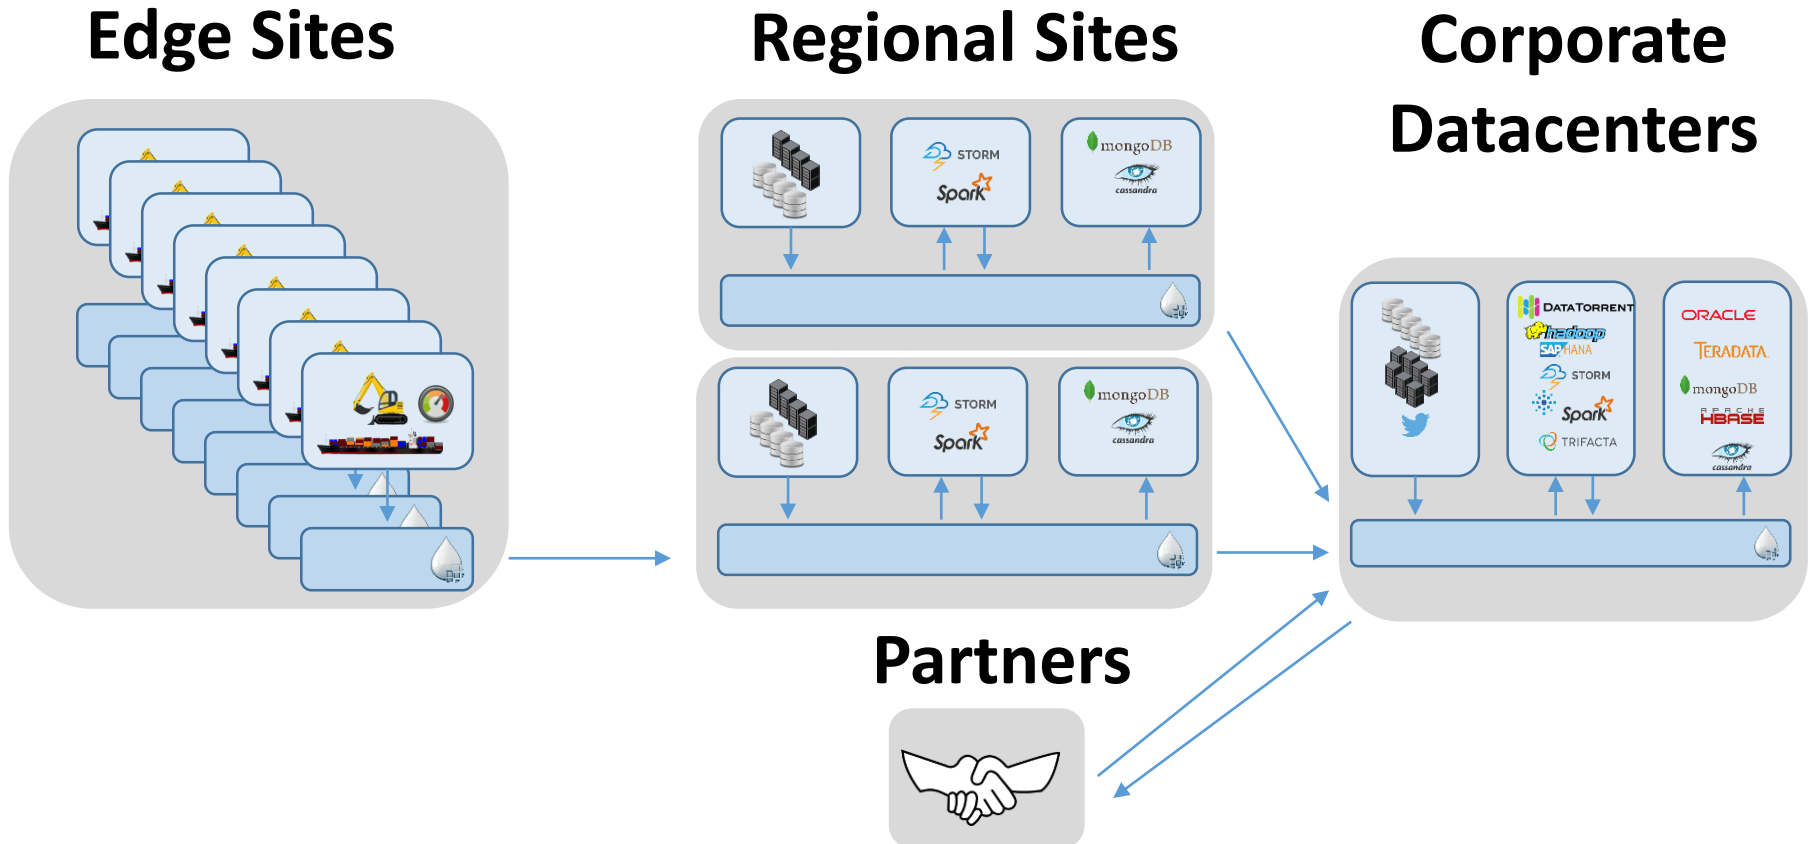 Edge Sites
Regional Sites
Corporate
Datacenters
STORM
Spark
mongoDB
cassandra
STORM
Spark
mongoDB
cassandra
DATATORRENT
hadoop
SAP HANA
STORM
Spark
TRIFACTA
ORACLE
TERADATA
mongoDB
APACHE
HBASE
cassandra
Partners